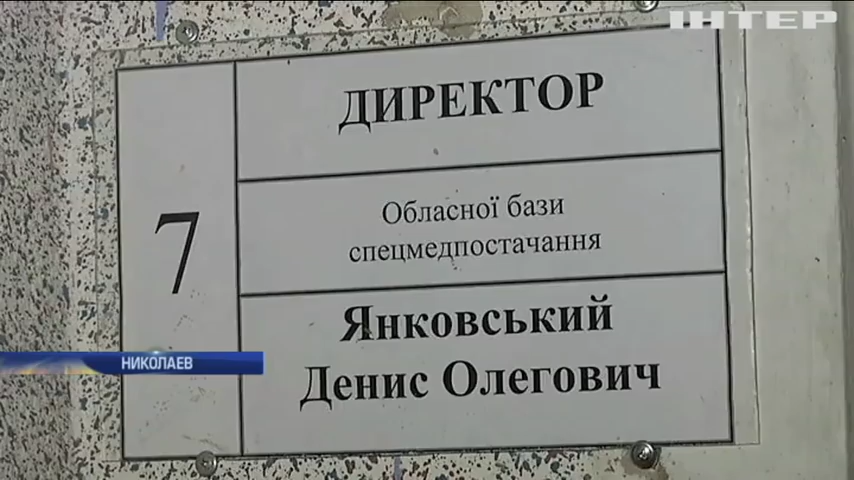 ІНТЕР
ДИРЕКТОР
7
Обласної бази
спецмедпостачання
Янковський
Денис Олегович
НИКОЛАЕВ